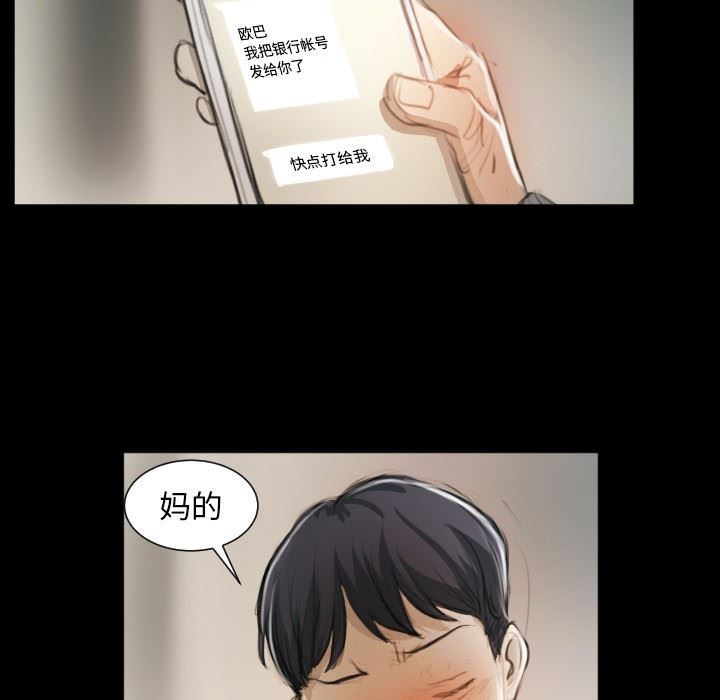 欧巴
我把银行帐号
发给你了
快点打给我
妈的